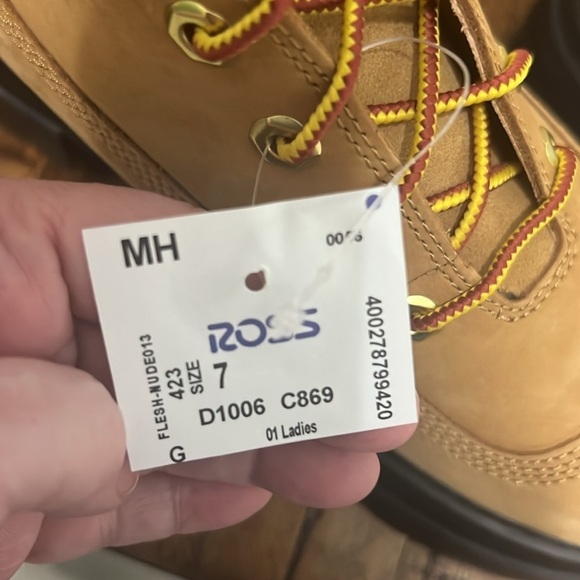 MH
ROSS
FLESH-NUDE013
423
SIZE
7
G
D1006 C869
01 Ladies
400278799420